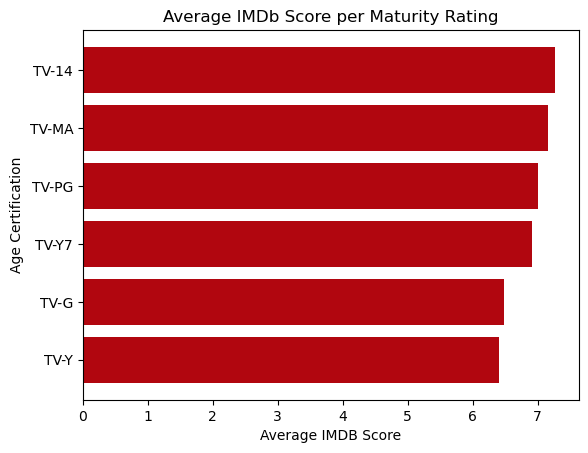 Average IMDb Score per Maturity Rating
Age Certification
TV-14
TV-MA
TV-PG
TV-Y7
TV-G
TV-Y
0 1 2 3 4 5 6 7
Average IMDB Score